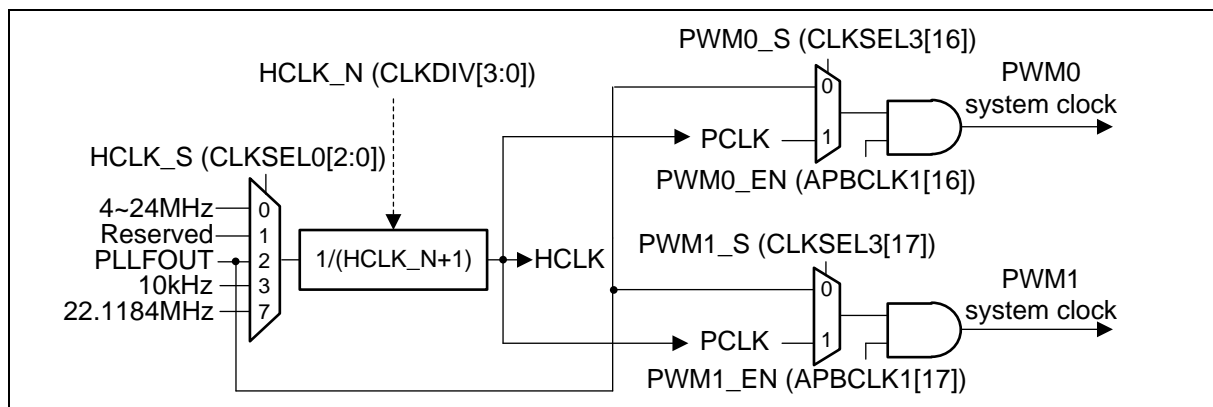 PWM0_S (CLKSEL3[16])
HCLK_N (CLKDIV[3:0])
PWM0
system clock
0
PCLK
1
HCLK_S (CLKSEL0[2:0])
PWM0_EN (APBCLK1[16])
4~24MHz
0
Reserved
1
PLLFOUT
2
10kHz
3
22.1184MHz
7
1/(HCLK_N+1)
HCLK
PWM1_S (CLKSEL3[17])
PWM1
system clock
0
PCLK
1
PWM1_EN (APBCLK1[17])